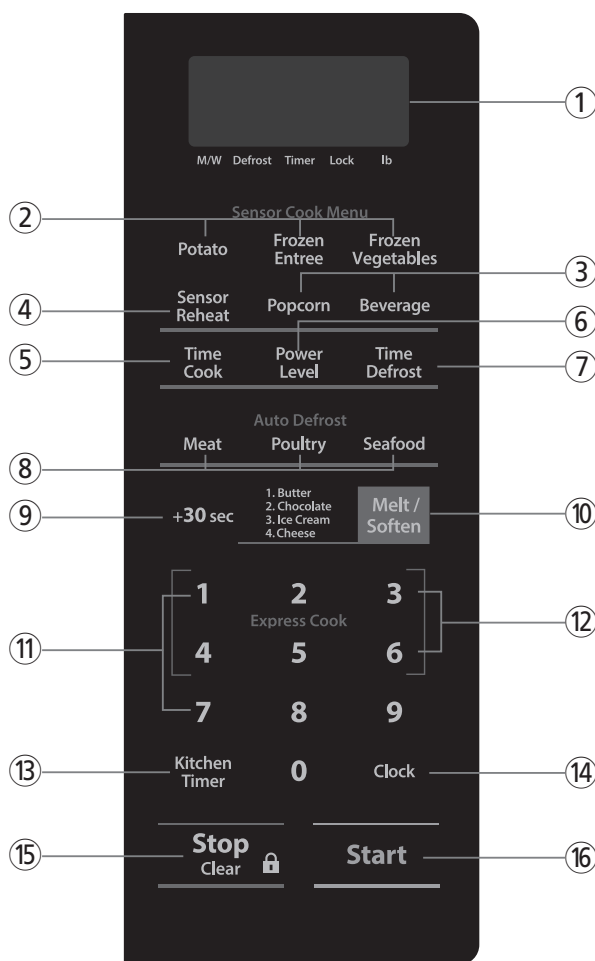 ①
M/W Defrost Timer Lock lb
②
Sensor Cook Menu
Potato
Frozen
Entree
Frozen
Vegetables
③
④
Sensor
Reheat
Popcorn
Beverage
⑥
⑤
Time
Cook
Power
Level
Time
Defrost
⑦
Auto Defrost
Meat Poultry Seafood
⑧
⑨
+30 sec
1. Butter
2. Chocolate
3. Ice Cream
4. Cheese
Melt /
Soften
⑩
1 2 3
Express Cook
⑪
⑫
4 5 6
7 8 9
⑬
Kitchen
Timer
0
Clock
⑭
⑮
Stop
Clear
Start
⑯